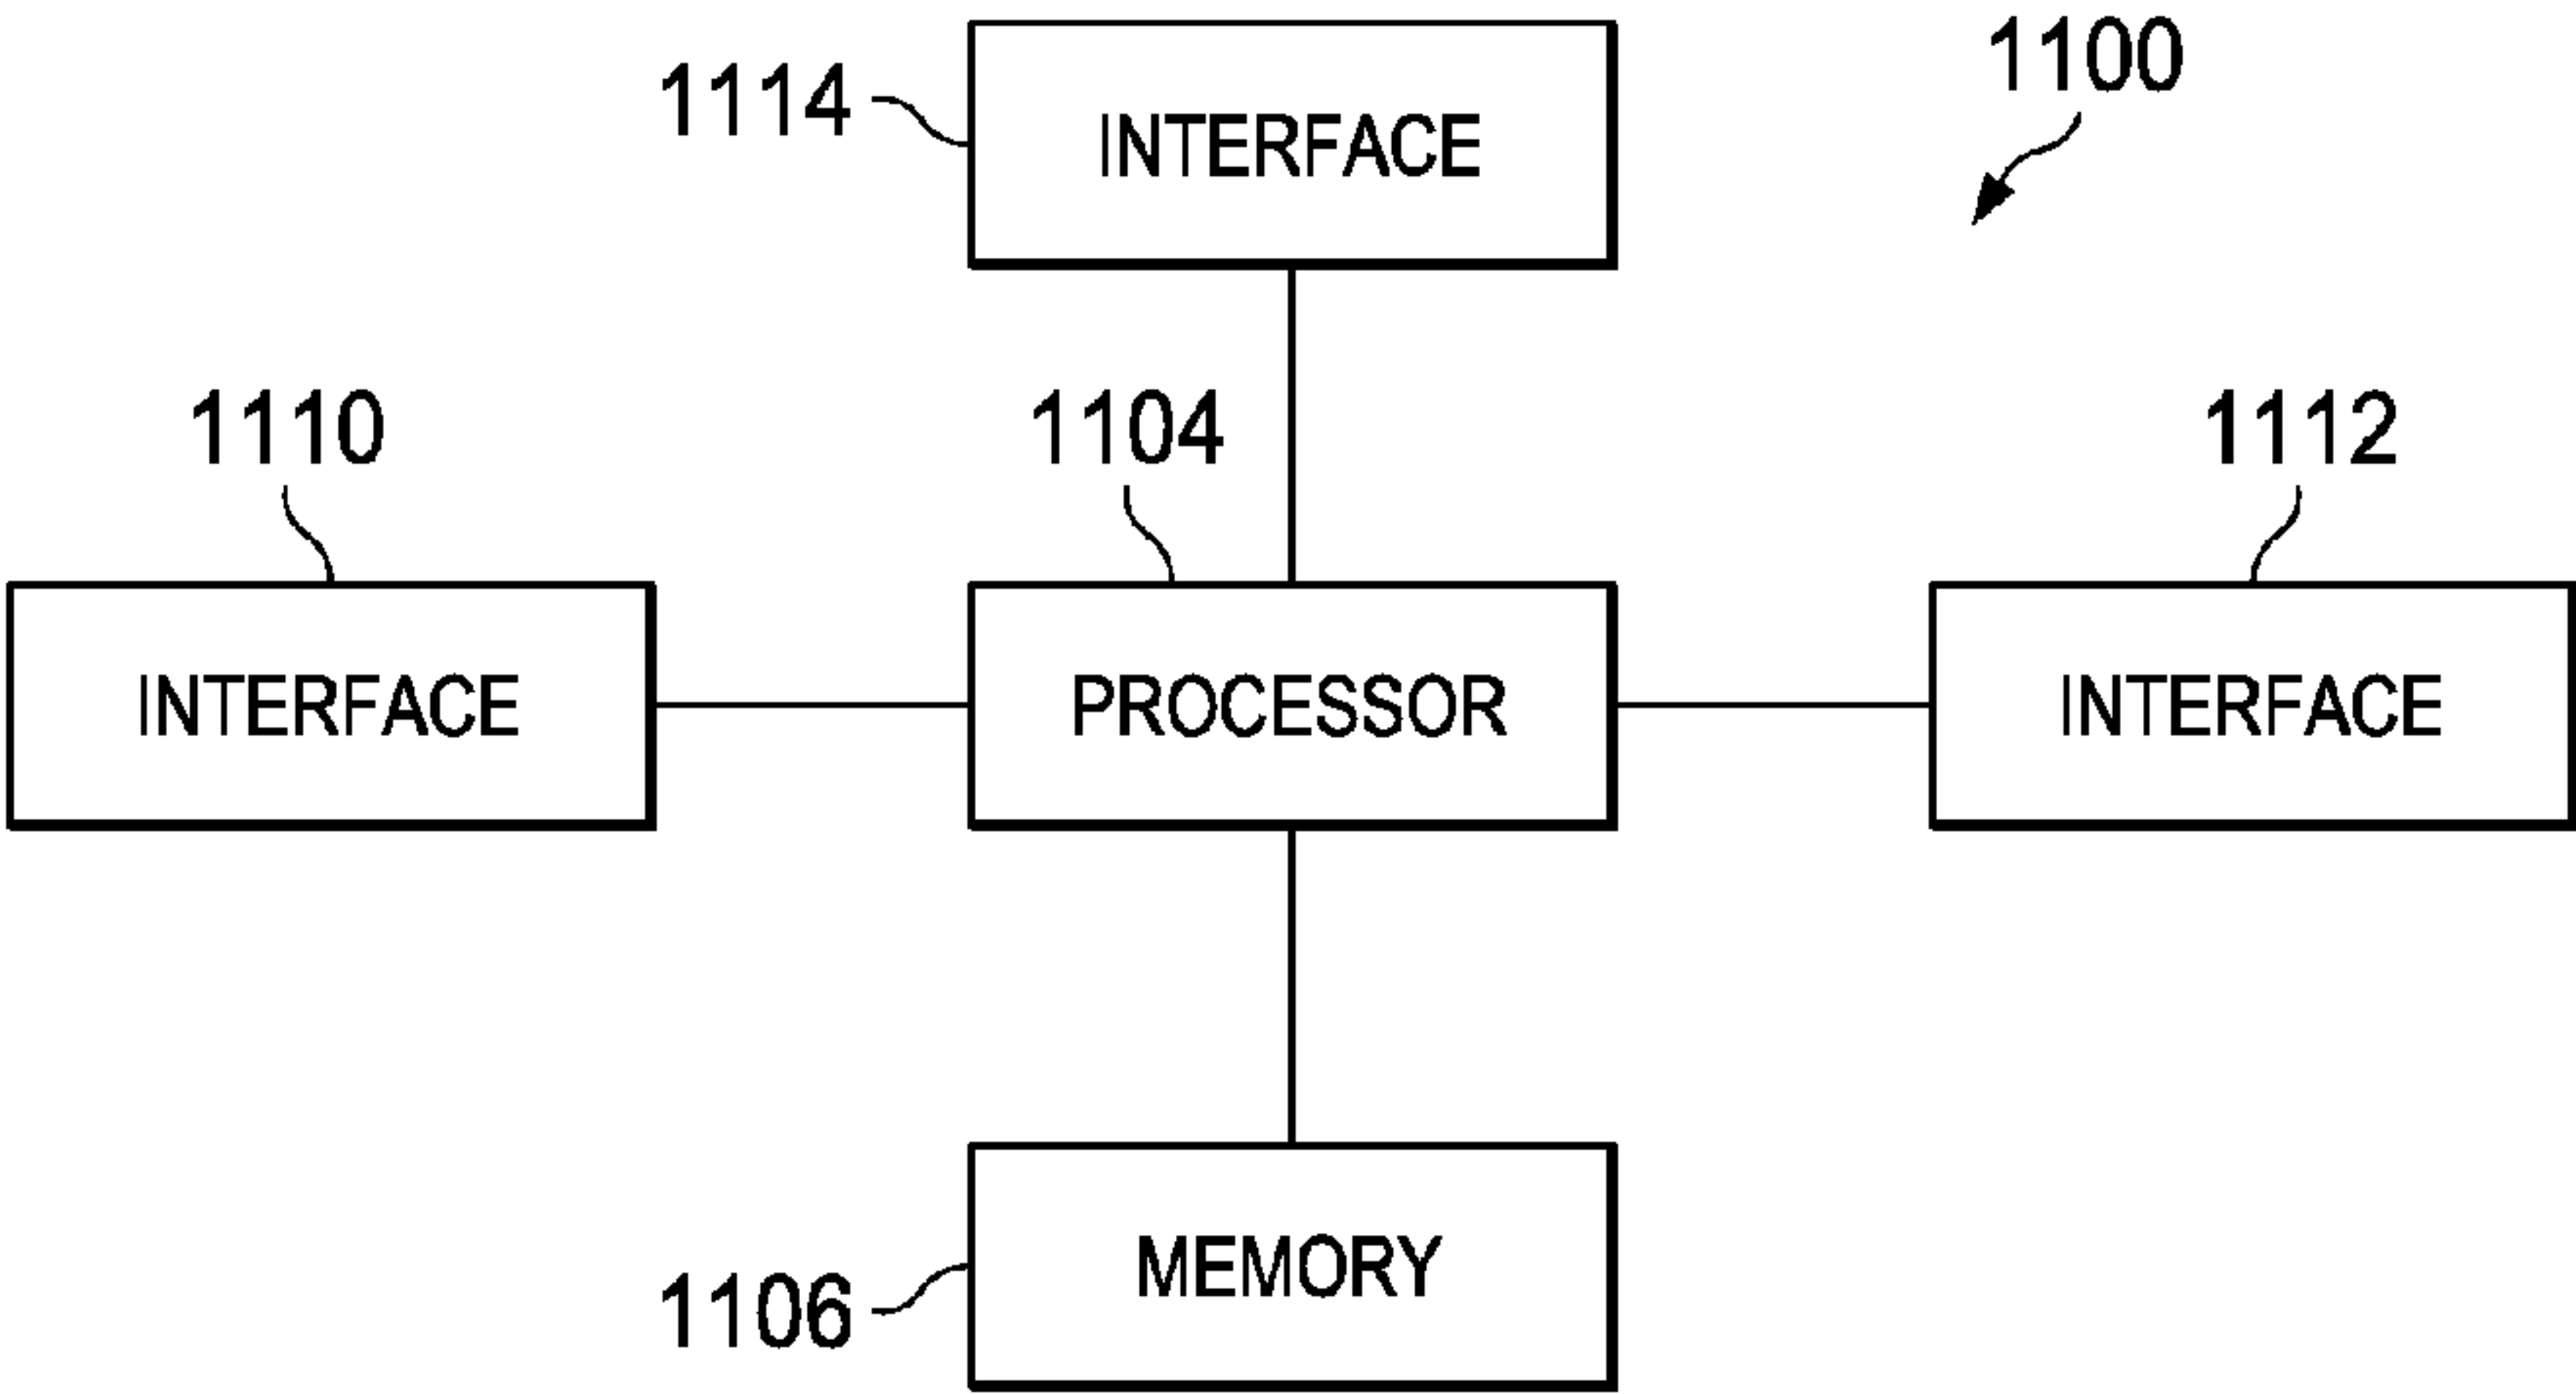 1100
1114
INTERFACE
1110
1104
1112
INTERFACE
PROCESSOR
INTERFACE
MEMORY
1106